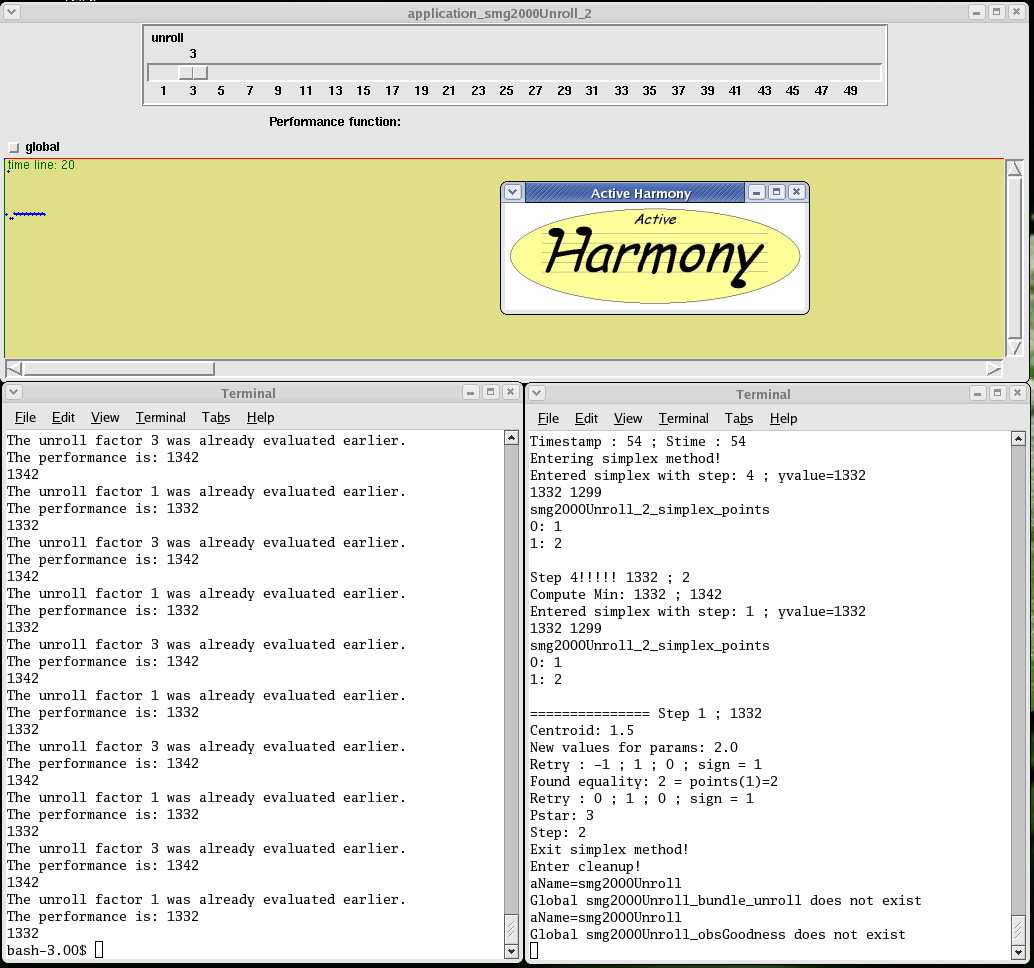 application_smg2000Unroll_2
unroll
3
1 3 5 7 9 11 13 15 17 19 21 23 25 27 29 31 33 35 37 39 41 43 45 47 49
Performance function:
global
time line: 20
Active Harmony
Active
Harmony
Terminal
File Edit View Terminal Tabs Help
The unroll factor 3 was already evaluated earlier.
The performance is: 1342
1342
The unroll factor 1 was already evaluated earlier.
The performance is: 1332
1332
The unroll factor 3 was already evaluated earlier.
The performance is: 1342
1342
The unroll factor 1 was already evaluated earlier.
The performance is: 1332
1332
The unroll factor 3 was already evaluated earlier.
The performance is: 1342
1342
The unroll factor 1 was already evaluated earlier.
The performance is: 1332
1332
The unroll factor 3 was already evaluated earlier.
The performance is: 1342
1342
The unroll factor 1 was already evaluated earlier.
The performance is: 1332
1332
The unroll factor 3 was already evaluated earlier.
The performance is: 1342
1342
The unroll factor 1 was already evaluated earlier.
The performance is: 1332
1332
bash-3.00$
Terminal
File Edit View Terminal Tabs Help
Timestamp : 54 ; Stime : 54
Entering simplex method!
Entered simplex with step: 4 ; yvalue=1332
1332 1299
smg2000Unroll_2_simplex_points
0: 1
1: 2
Step 4!!!!! 1332 ; 2
Compute Min: 1332 ; 1342
Entered simplex with step: 1 ; yvalue=1332
1332 1299
smg2000Unroll_2_simplex_points
0: 1
1: 2
=============== Step 1 ; 1332
Centroid: 1.5
New values for params: 2.0
Retry : -1 ; 1 ; 0 ; sign = 1
Found equality: 2 = points(1)=2
Retry : 0 ; 1 ; 0 ; sign = 1
Pstar: 3
Step: 2
Exit simplex method!
Enter cleanup!
aName=smg2000Unroll
Global smg2000Unroll_bundle_unroll does not exist
aName=smg2000Unroll
Global smg2000Unroll_obsGoodness does not exist